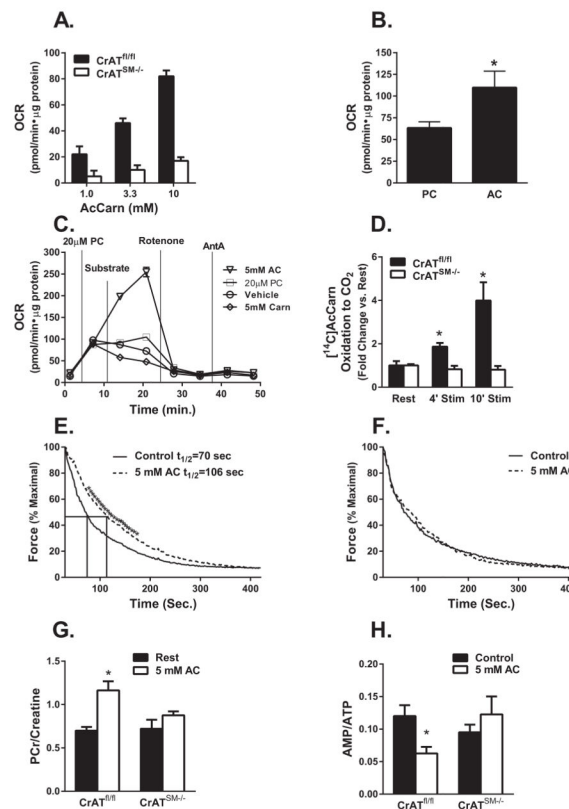 A.
CrAT^fl/fl
CrAT^SM-/-
OCR
(pmol/min*μg protein)
100
80
60
40
20
0
1.0 3.3 10
AcCarn (mM)
B.
OCR
(pmol/min*μg protein)
150
125
100
75
50
25
0
*
PC AC
C.
20μM PC
Substrate
Rotenone
AntA
OCR
(pmol/min*μg protein)
300
250
200
150
100
50
0
0 10 20 30 40 50
Time (min.)
5mM AC
20μM PC
Vehicle
5mM Carn
D.
CrAT^fl/fl
CrAT^SM-/-
[¹⁴C]AcCarn
Oxidation to CO₂
(Fold Change vs. Rest)
6
4
2
0
* *
Rest 4' Stim 10' Stim
E.
Control t₁/₂=70 sec
5 mM AC t₁/₂=106 sec
Force (% Maximal)
100
80
60
40
20
0
100 200 300 400
Time (Sec.)
F.
Control
5 mM AC
Force (% Maximal)
100
80
60
40
20
0
100 200 300 400
Time (Sec.)
G.
Rest
5 mM AC
PCr/Creatine
1.5
1.0
0.5
0.0
*
CrAT^fl/fl CrAT^SM-/-
H.
Control
5 mM AC
AMP/ATP
0.20
0.15
0.10
0.05
0.00
*
CrAT^fl/fl CrAT^SM-/-